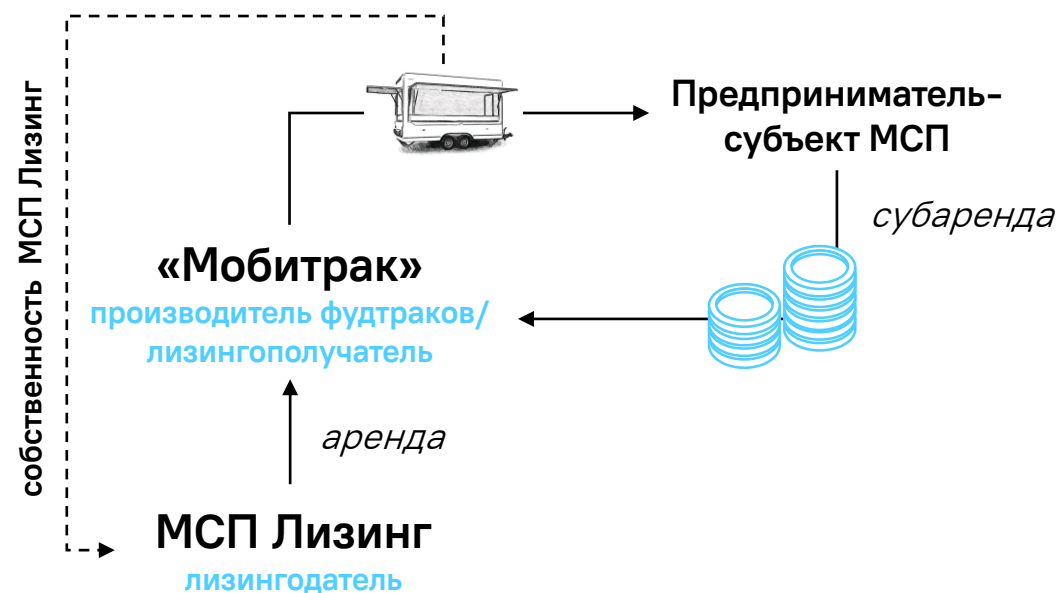 собственность МСП Лизинг
Предприниматель-
субъект МСП
субаренда
«Мобитрак»
производитель фудтраков/
лизингополучатель
аренда
МСП Лизинг
лизингодатель